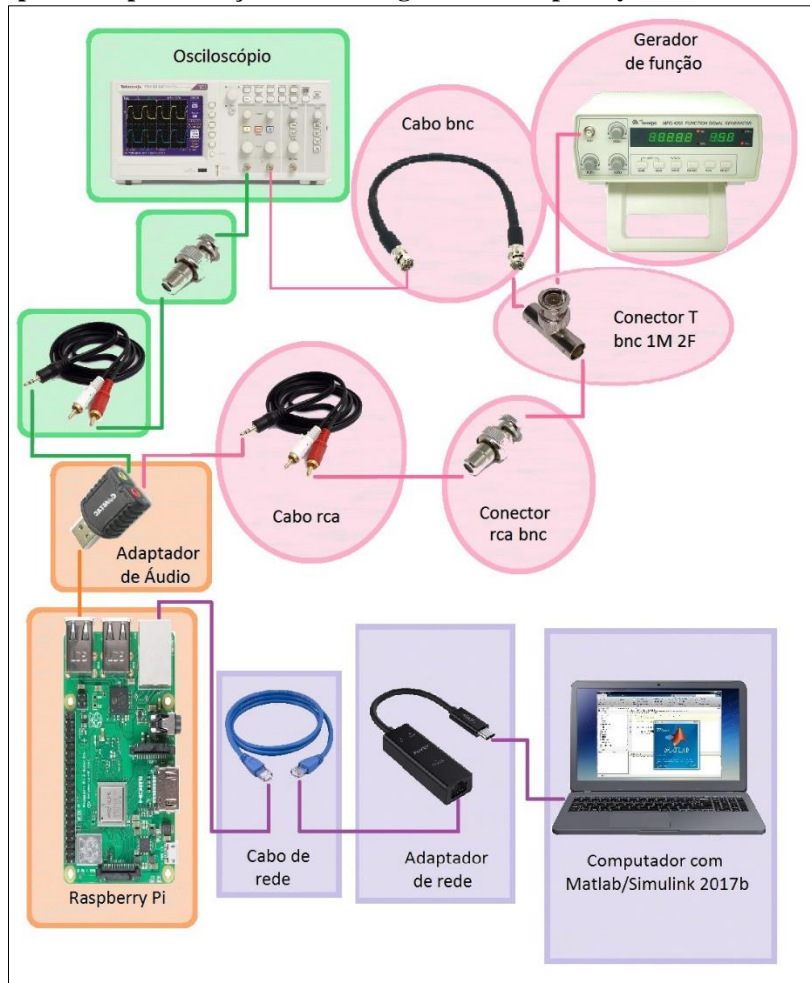 Osciloscópio
Gerador
de função
Cabo bnc
Conector T
bnc 1M 2F
Cabo rca
Conector
rca bnc
Adaptador
de Áudio
Raspberry Pi
Cabo de
rede
Adaptador
de rede
MATLAB
Computador com
Matlab/Simulink 2017b